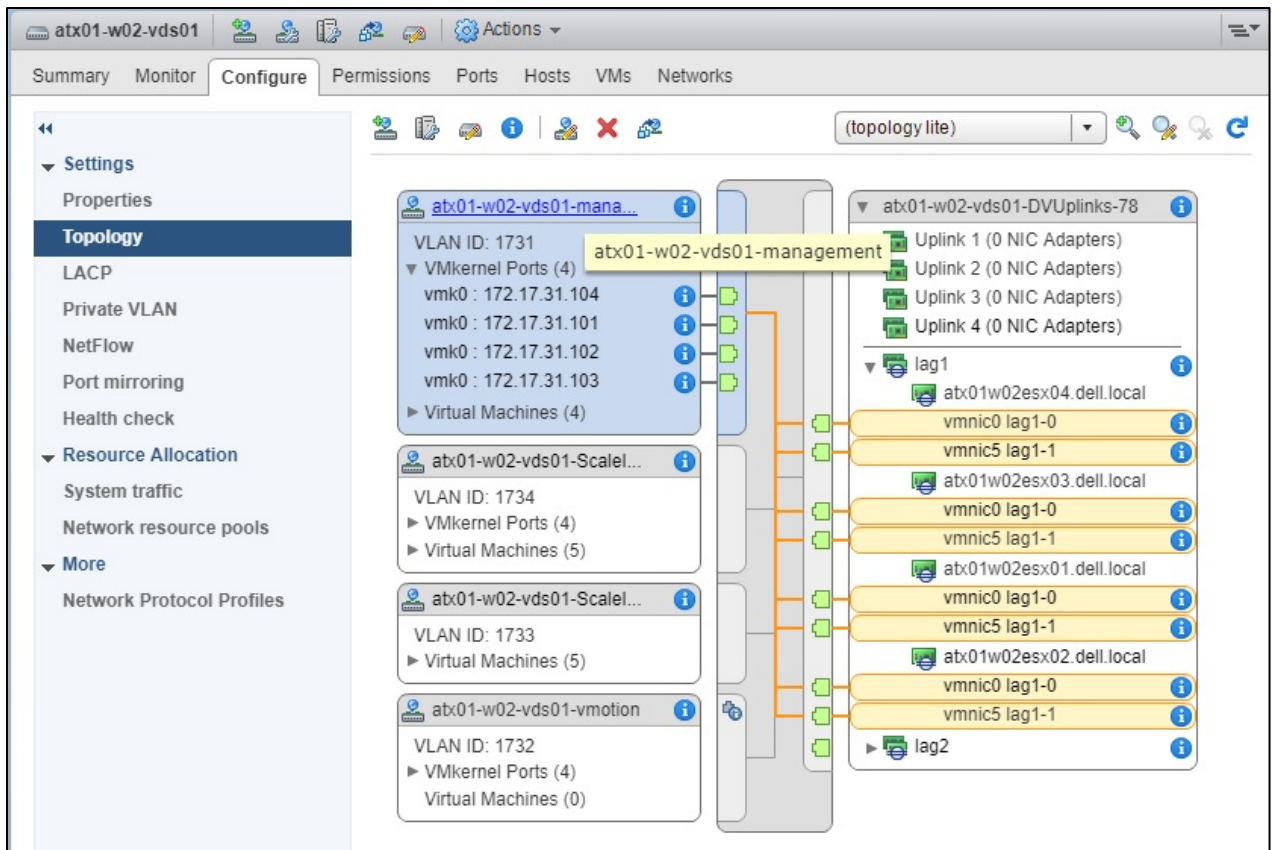 atx01-w02-vds01 Actions
Summary Monitor Configure Permissions Ports Hosts VMs Networks
Settings
Properties
Topology
LACP
Private VLAN
NetFlow
Port mirroring
Health check
Resource Allocation
System traffic
Network resource pools
More
Network Protocol Profiles
(topology lite)
atx01-w02-vds01-mana...
VLAN ID: 1731
VMkernel Ports (4)
vmk0 : 172.17.31.104
vmk0 : 172.17.31.101
vmk0 : 172.17.31.102
vmk0 : 172.17.31.103
Virtual Machines (4)
atx01-w02-vds01-management
atx01-w02-vds01-ScaleI...
VLAN ID: 1734
VMkernel Ports (4)
Virtual Machines (5)
atx01-w02-vds01-ScaleI...
VLAN ID: 1733
Virtual Machines (5)
atx01-w02-vds01-vmotion
VLAN ID: 1732
VMkernel Ports (4)
Virtual Machines (0)
atx01-w02-vds01-DVUplinks-78
Uplink 1 (0 NIC Adapters)
Uplink 2 (0 NIC Adapters)
Uplink 3 (0 NIC Adapters)
Uplink 4 (0 NIC Adapters)
lag1
atx01w02esx04.dell.local
vmnic0 lag1-0
vmnic5 lag1-1
atx01w02esx03.dell.local
vmnic0 lag1-0
vmnic5 lag1-1
atx01w02esx01.dell.local
vmnic0 lag1-0
vmnic5 lag1-1
atx01w02esx02.dell.local
vmnic0 lag1-0
vmnic5 lag1-1
lag2